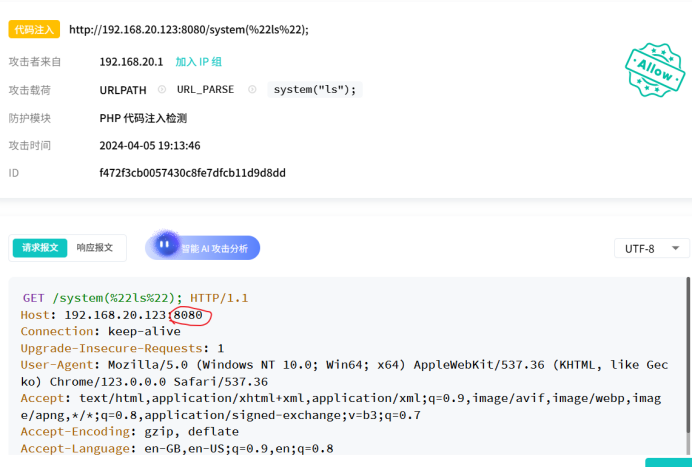 代码注入 http://192.168.20.123:8080/system(%22ls%22);
攻击者来自 192.168.20.1 加入 IP 组
Allow
攻击载荷 URLPATH URL_PARSE system("ls");
防护模块 PHP 代码注入检测
攻击时间 2024-04-05 19:13:46
ID f472f3cb0057430c8fe7dfcb11d9d8dd
请求报文 响应报文 智能 AI 攻击分析 UTF-8
GET /system(%22ls%22); HTTP/1.1
Host: 192.168.20.123:8080
Connection: keep-alive
Upgrade-Insecure-Requests: 1
User-Agent: Mozilla/5.0 (Windows NT 10.0; Win64; x64) AppleWebKit/537.36 (KHTML, like Gec
ko) Chrome/123.0.0.0 Safari/537.36
Accept: text/html,application/xhtml+xml,application/xml;q=0.9,image/avif,image/webp,imag
e/apng,*/*;q=0.8,application/signed-exchange;v=b3;q=0.7
Accept-Encoding: gzip, deflate
Accept-Language: en-GB,en-US;q=0.9,en;q=0.8